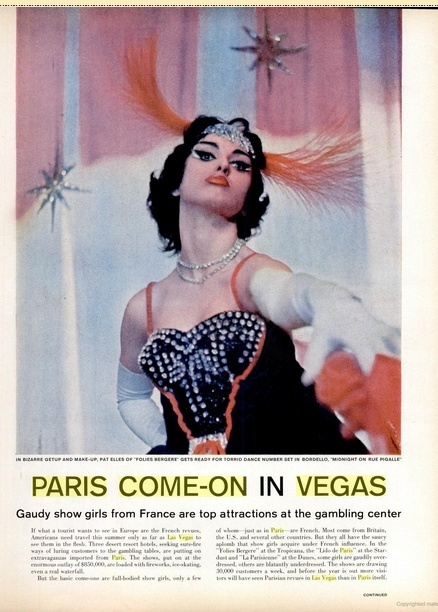 IN BIZARRE GETUP AND MAKE-UP, PAT ELLES OF "FOLIES BERGERE" GETS READY FOR TORRID DANCE NUMBER SET IN BORDELLO, "MIDNIGHT ON RUE PIGALLE"
PARIS COME-ON IN VEGAS
Gaudy show girls from France are top attractions at the gambling center
If what a tourist wants to see in Europe are the French revues,
Americans need travel this summer only as far as Las Vegas to
see them in the flesh. Three desert resort hotels, seeking sure-fire
ways of luring customers to the gambling tables, are putting on
extravaganzas imported from Paris. The shows, put on at the
enormous outlay of $850,000, are loaded with fireworks, ice-skating,
even a real waterfall.
But the basic come-ons are full-bodied show girls, only a few
of whom—just as in Paris—are French. Most come from Britain,
the U.S. and several other countries. But they all have the saucy
aplomb that show girls acquire under French influence. In the
"Folies Bergere" at the Tropicana, the "Lido de Paris" at the Star-
dust and "La Parisienne" at the Dunes, some girls are gaudily over-
dressed, others are blatantly underdressed. The shows are drawing
30,000 customers a week, and before the year is out more visi-
tors will have seen Parisian revues in Las Vegas than in Paris itself.
CONTINUED
Copyrighted